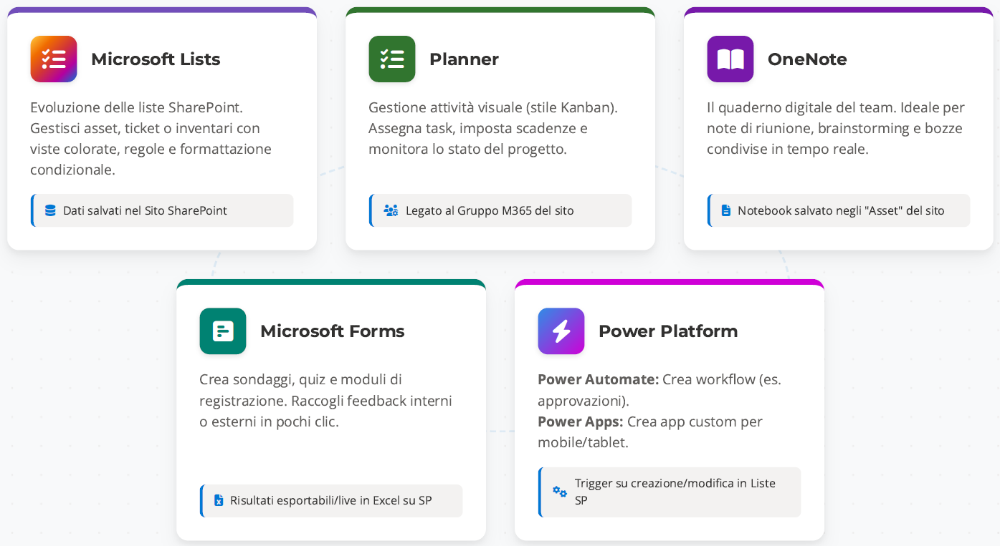 Microsoft Lists
Evoluzione delle liste SharePoint.
Gestisci asset, ticket o inventari con
viste colorate, regole e formattazione
condizionale.
Dati salvati nel Sito SharePoint
Planner
Gestione attività visuale (stile Kanban).
Assegna task, imposta scadenze e
monitora lo stato del progetto.
Legato al Gruppo M365 del sito
OneNote
Il quaderno digitale del team. Ideale per
note di riunione, brainstorming e bozze
condivise in tempo reale.
Notebook salvato negli "Asset" del sito
Microsoft Forms
Crea sondaggi, quiz e moduli di
registrazione. Raccogli feedback interni
o esterni in pochi clic.
Risultati esportabili/live in Excel su SP
Power Platform
Power Automate: Crea workflow (es.
approvazioni).
Power Apps: Crea app custom per
mobile/tablet.
Trigger su creazione/modifica in Liste
SP